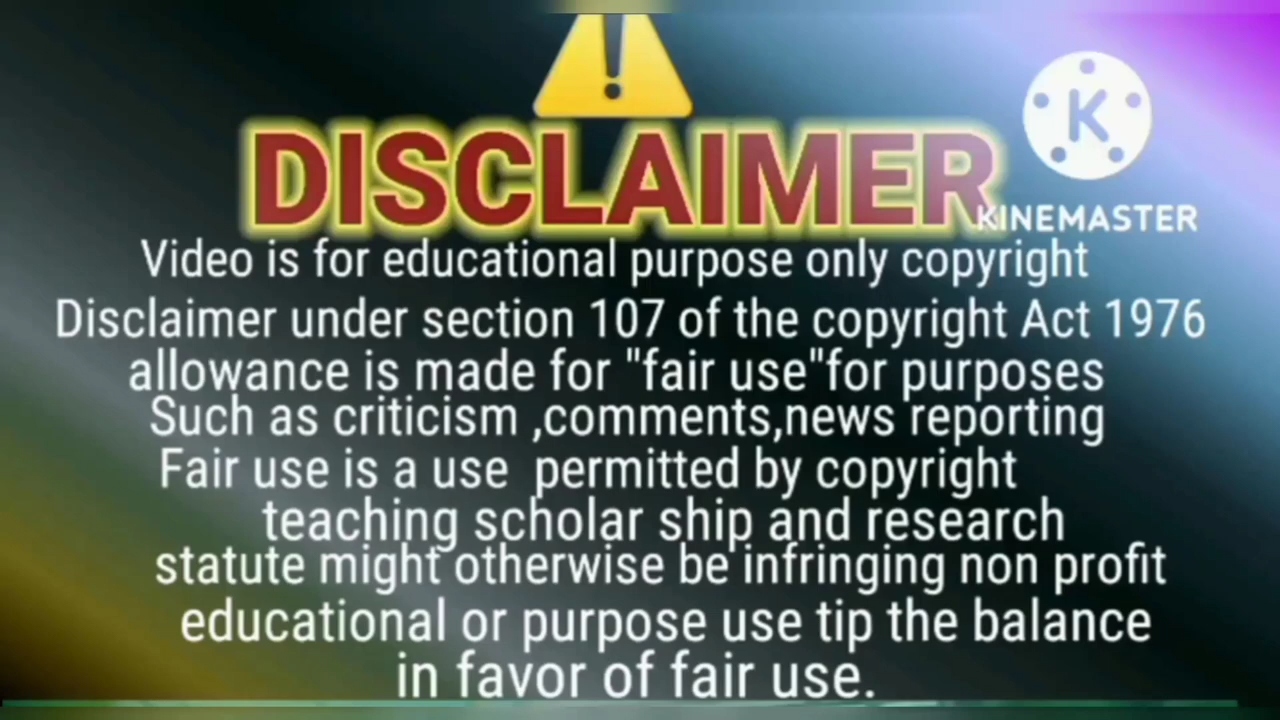 DISCLAIMER
K
KINEMASTER
Video is for educational purpose only copyright
Disclaimer under section 107 of the copyright Act 1976
allowance is made for "fair use"for purposes
Such as criticism ,comments,news reporting
Fair use is a use permitted by copyright
teaching scholar ship and research
statute might otherwise be infringing non profit
educational or purpose use tip the balance
in favor of fair use.